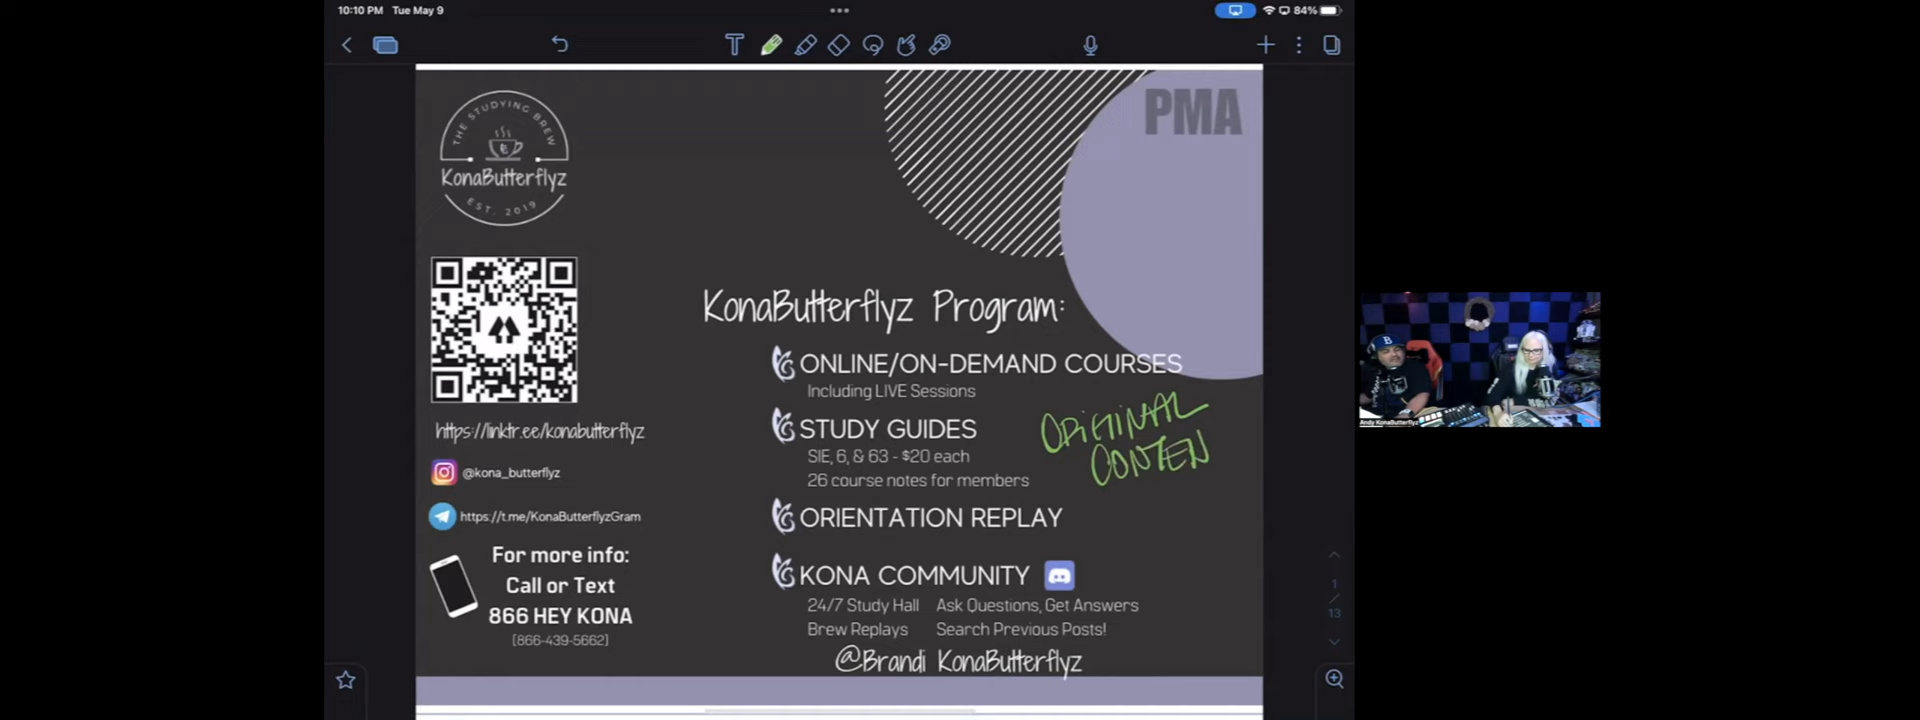 10:10 PM Tue May 9
84%
PMA
THE STUDYING BREW
KonaButterflyz
EST. 2019
KonaButterflyz Program:
ONLINE/ON-DEMAND COURSES
Including LIVE Sessions
STUDY GUIDES
SIE, 6, & 63 - $20 each
26 course notes for members
ORIGINAL
CONTEN
ORIENTATION REPLAY
KONA COMMUNITY
24/7 Study Hall Ask Questions, Get Answers
Brew Replays Search Previous Posts!
@Brandi KonaButterflyz
https://linktr.ee/konabutterflyz
@kona_butterflyz
https://t.me/KonaButterflyzGram
For more info:
Call or Text
866 HEY KONA
(866-439-5662)
1
/
13
Andy KonaButterflyz